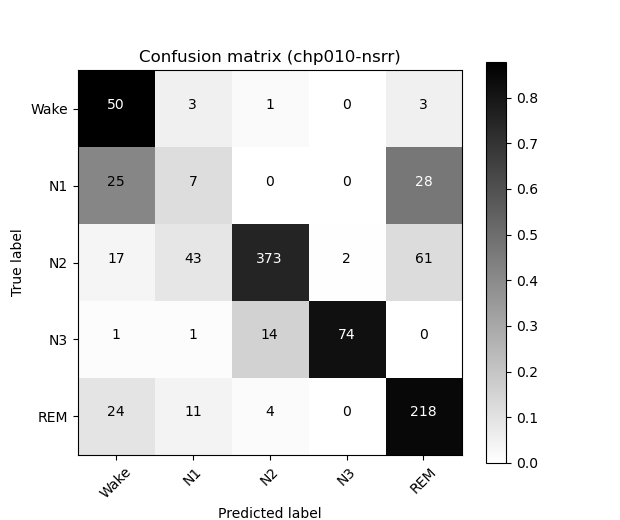 Confusion matrix (chp010-nsrr)
True label
Wake 50 3 1 0 3
N1 25 7 0 0 28
N2 17 43 373 2 61
N3 1 1 14 74 0
REM 24 11 4 0 218
Wake N1 N2 N3 REM
Predicted label
0.8
0.7
0.6
0.5
0.4
0.3
0.2
0.1
0.0